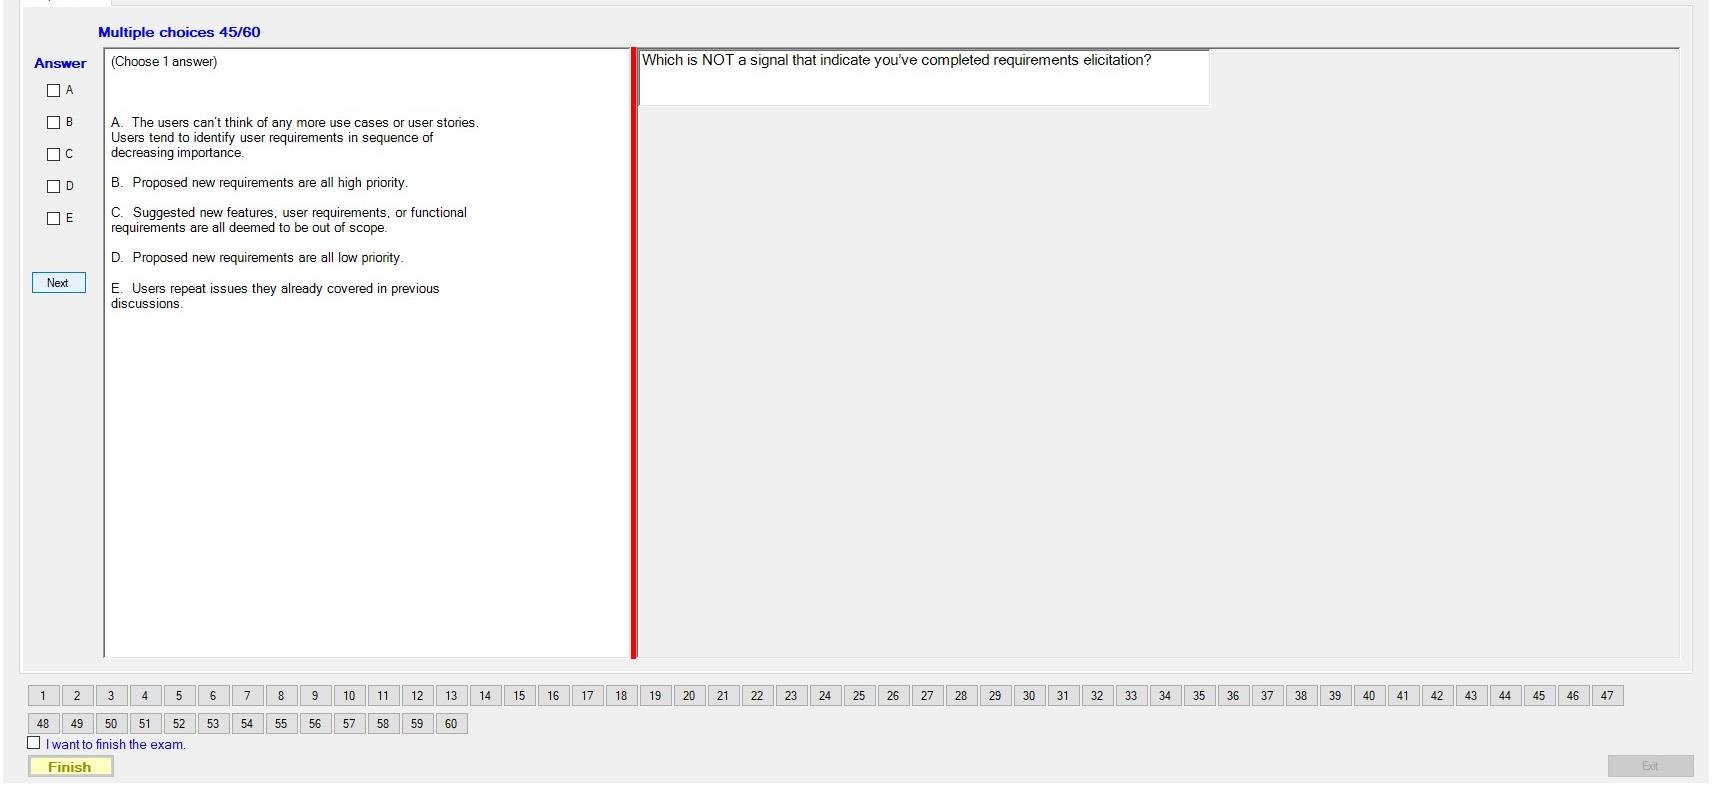 Multiple choices 45/60
Answer
A
B
C
D
E
Next
(Choose 1 answer)
A. The users can't think of any more use cases or user stories.
Users tend to identify user requirements in sequence of
decreasing importance.
B. Proposed new requirements are all high priority.
C. Suggested new features, user requirements, or functional
requirements are all deemed to be out of scope.
D. Proposed new requirements are all low priority.
E. Users repeat issues they already covered in previous
discussions.
Which is NOT a signal that indicate you've completed requirements elicitation?
1 2 3 4 5 6 7 8 9 10 11 12 13 14 15 16 17 18 19 20 21 22 23 24 25 26 27 28 29 30 31 32 33 34 35 36 37 38 39 40 41 42 43 44 45 46 47
48 49 50 51 52 53 54 55 56 57 58 59 60
I want to finish the exam.
Finish
Exit